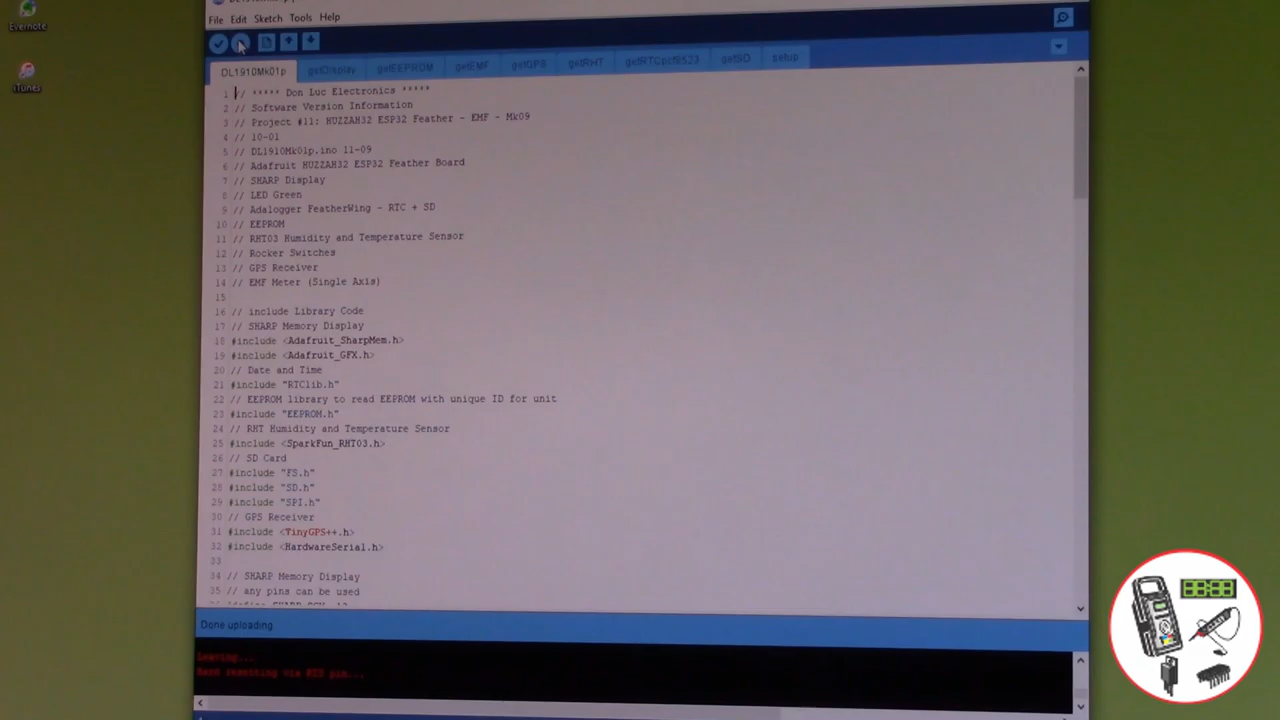 Evernote
iTunes
File Edit Sketch Tools Help
DL1910Mk01p getDisplay getEEPROM getEMF getGPS getRHT getRTCpcf8523 getSD setup
1 // ***** Don Luc Electronics *****
2 // Software Version Information
3 // Project #11: HUZZAH32 ESP32 Feather - EMF - Mk09
4 // 10-01
5 // DL1910Mk01p.ino 11-09
6 // Adafruit HUZZAH32 ESP32 Feather Board
7 // SHARP Display
8 // LED Green
9 // Adalogger FeatherWing - RTC + SD
10 // EEPROM
11 // RHT03 Humidity and Temperature Sensor
12 // Rocker Switches
13 // GPS Receiver
14 // EMF Meter (Single Axis)
15
16 // include Library Code
17 // SHARP Memory Display
18 #include <Adafruit_SharpMem.h>
19 #include <Adafruit_GFX.h>
20 // Date and Time
21 #include "RTClib.h"
22 // EEPROM library to read EEPROM with unique ID for unit
23 #include "EEPROM.h"
24 // RHT Humidity and Temperature Sensor
25 #include <SparkFun_RHT03.h>
26 // SD Card
27 #include "FS.h"
28 #include "SD.h"
29 #include "SPI.h"
30 // GPS Receiver
31 #include <TinyGPS++.h>
32 #include <HardwareSerial.h>
33
34 // SHARP Memory Display
35 // any pins can be used
Done uploading.
Leaving...
Hard resetting via RTS pin...
88:88